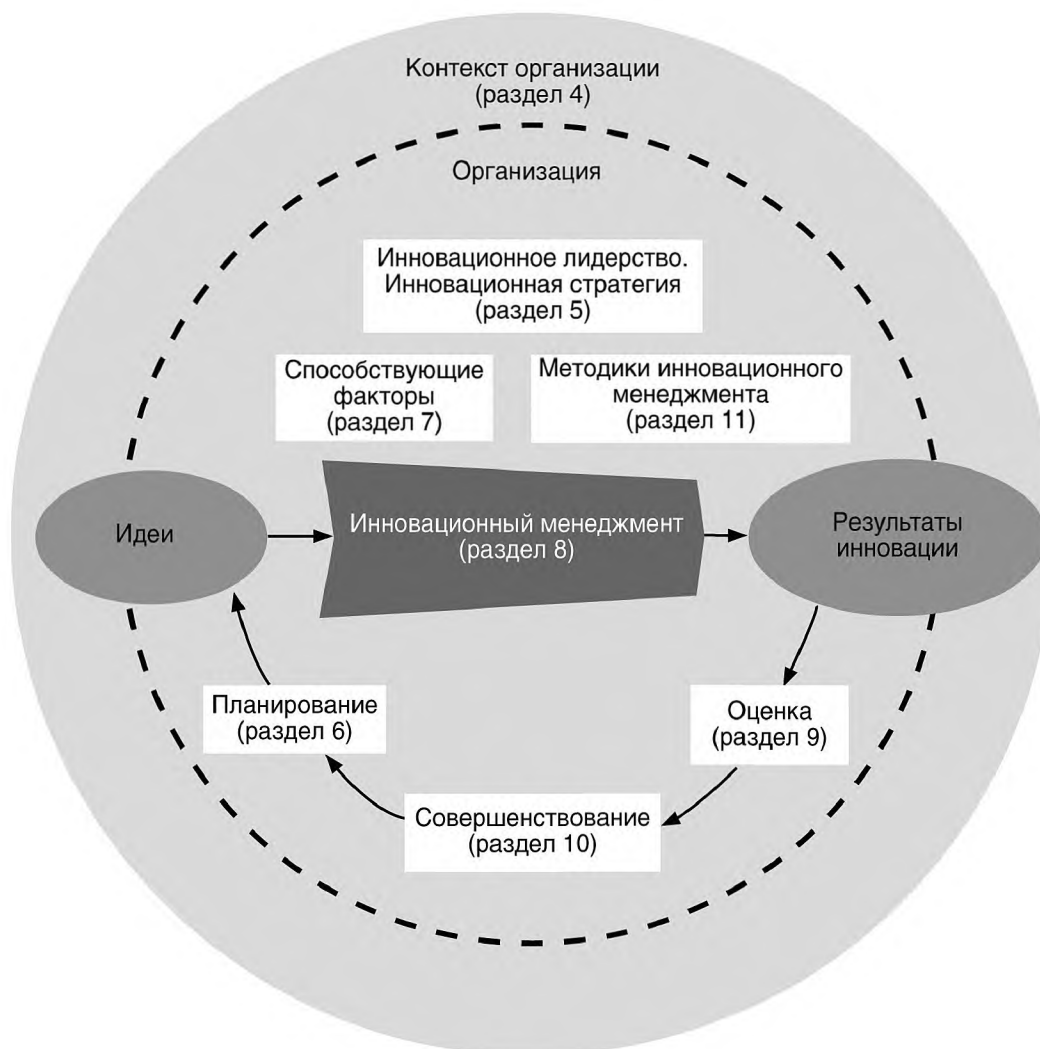 Контекст организации
(раздел 4)
Организация
Инновационное лидерство.
Инновационная стратегия
(раздел 5)
Способствующие
факторы
(раздел 7)
Методики инновационного
менеджмента
(раздел 11)
Идеи
Инновационный менеджмент
(раздел 8)
Результаты
инновации
Планирование
(раздел 6)
Оценка
(раздел 9)
Совершенствование
(раздел 10)